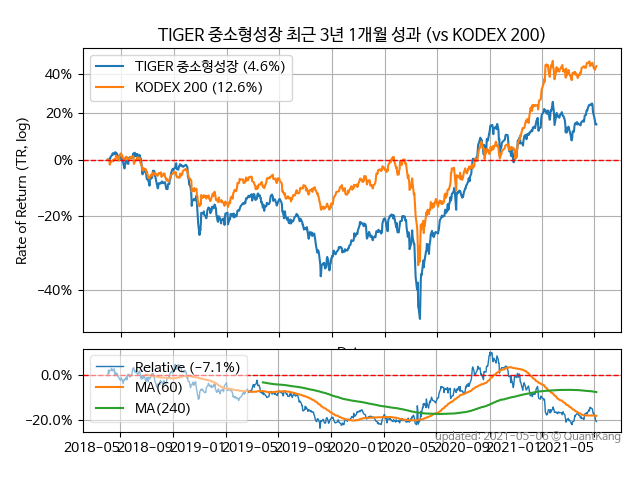 TIGER 중소형성장 최근 3년 1개월 성과 (vs KODEX 200)
TIGER 중소형성장 (4.6%)
KODEX 200 (12.6%)
Rate of Return (TR, log)
40%
20%
0%
−20%
−40%
Relative (−7.1%)
MA(60)
MA(240)
0.0%
−20.0%
2018-05
2018-09
2019-01
2019-05
2019-09
2020-01
2020-05
2020-09
2021-01
2021-05
updated: 2021-05-06 © QuantKang